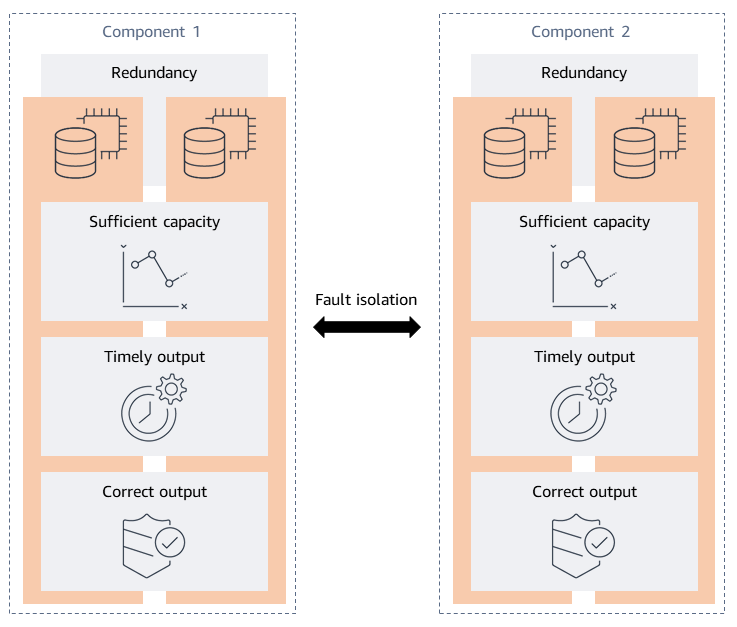 Component 1
Redundancy
Sufficient capacity
Timely output
Correct output
Fault isolation
Component 2
Redundancy
Sufficient capacity
Timely output
Correct output